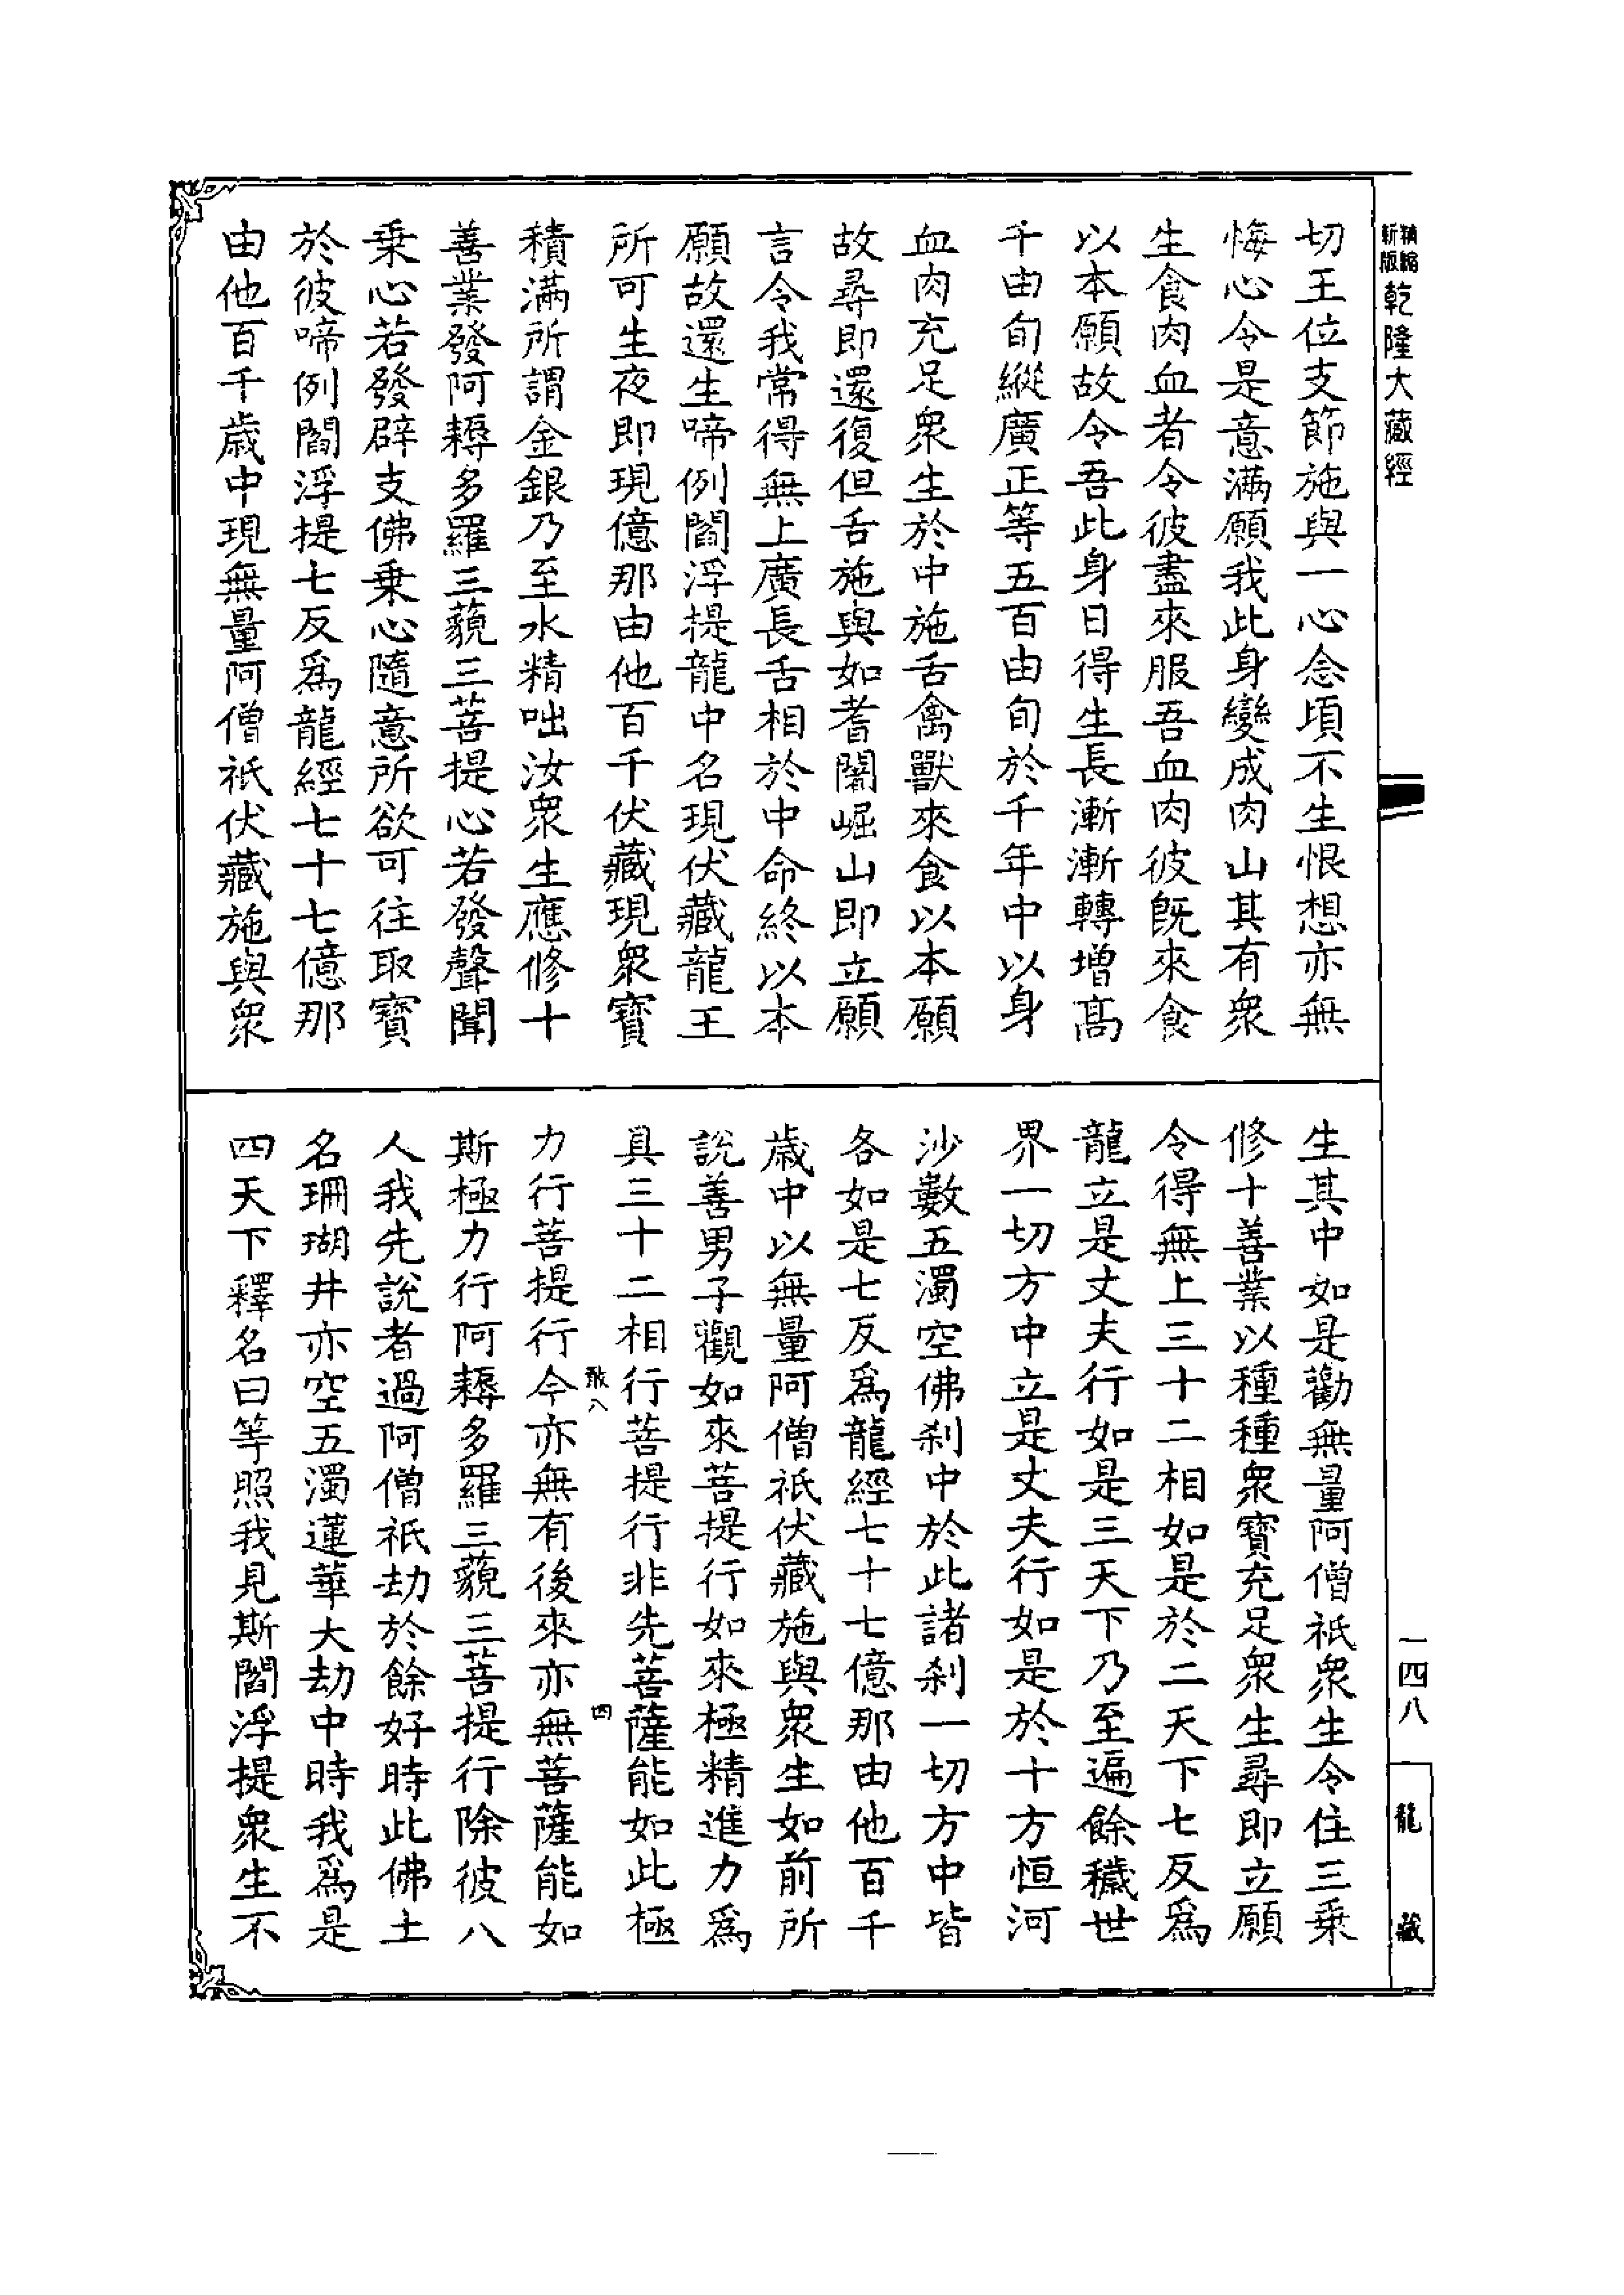 新版
精縮
乾隆大藏經
一四八
龍藏
切王位支節施與一心念頃不生恨想亦無
悔心令是意滿願我此身變成肉山其有衆
生食肉血者令彼盡來服吾血肉彼旣來食
以本願故令吾此身日得生長漸漸轉增髙
千由旬縱廣正等五百由旬於千年中以身
血肉充足衆生於中施舌禽獸來食以本願
故尋即還復但舌施與如耆闍崛山即立願
言令我常得無上廣長舌相於中命終以本
願故還生啼例閻浮提龍中名現伏藏龍王
所可生夜即現億那由他百千伏藏現衆寳
積滿所謂金銀乃至水精咄汝衆生應修十
善業發阿耨多羅三藐三菩提心若發聲聞
乗心若發辟支佛乗心隨意所欲可往取寳
於彼啼例閻浮提七反爲龍經七十七億那
由他百千歲中現無量阿僧祇伏藏施與衆
生其中如是勸無量阿僧祇衆生令住三乗
修十善業以種種衆寳充足衆生尋即立願
令得無上三十二相如是於二天下七反爲
龍立是丈夫行如是三天下乃至遍餘穢世
界一切方中立是丈夫行如是於十方恒河
沙數五濁空佛刹中於此諸刹一切方中皆
各如是七反爲龍經七十七億那由他百千
歲中以無量阿僧祇伏藏施與衆生如前所
說善男子觀如來菩提行如來極精進力爲
具三十二相行菩提行非先菩薩能如此極
力行菩提行今亦無有後來亦無菩薩能如
斯極力行阿耨多羅三藐三菩提行除彼八
人我先說者過阿僧祇劫於餘好時此佛土
名珊瑚井亦空五濁蓮華大劫中時我爲是
四天下釋名曰等照我見斯閻浮提衆生不
八
四